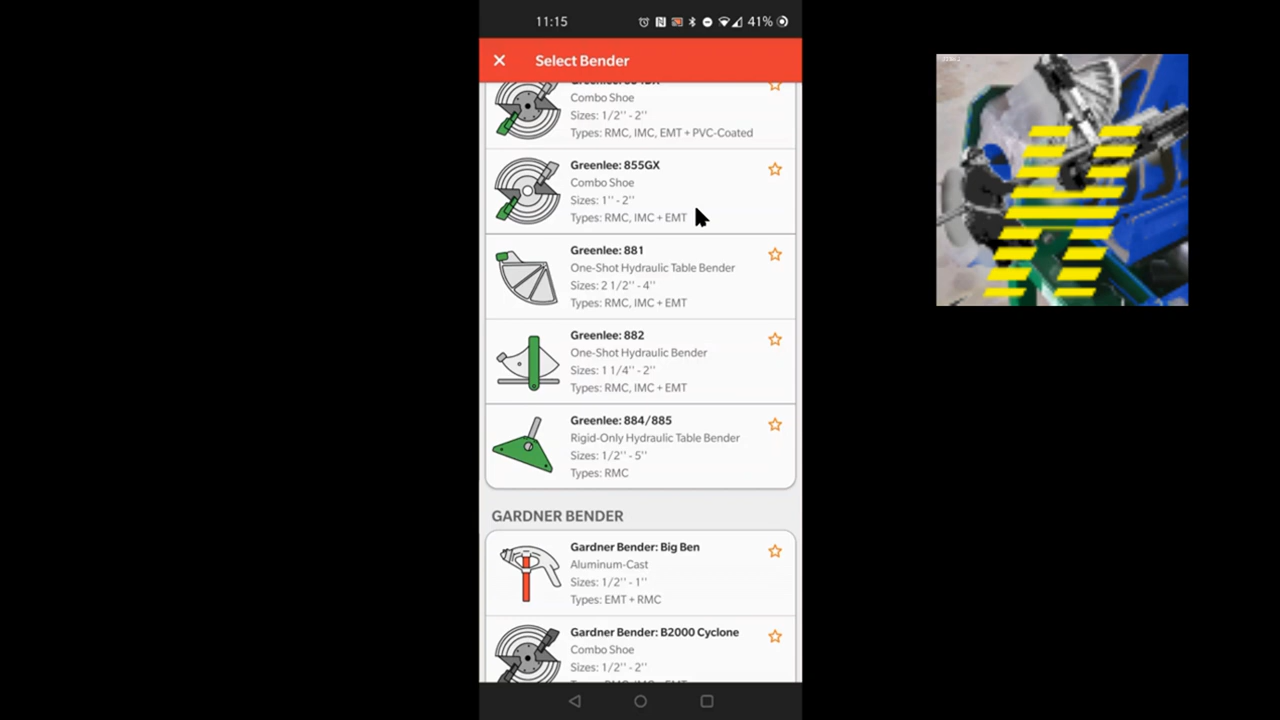 11:15
41%
Select Bender
Combo Shoe
Sizes: 1/2'' - 2''
Types: RMC, IMC, EMT + PVC-Coated
Greenlee: 855GX
Combo Shoe
Sizes: 1'' - 2''
Types: RMC, IMC + EMT
Greenlee: 881
One-Shot Hydraulic Table Bender
Sizes: 2 1/2'' - 4''
Types: RMC, IMC + EMT
Greenlee: 882
One-Shot Hydraulic Bender
Sizes: 1 1/4'' - 2''
Types: RMC, IMC + EMT
Greenlee: 884/885
Rigid-Only Hydraulic Table Bender
Sizes: 1/2'' - 5''
Types: RMC
GARDNER BENDER
Gardner Bender: Big Ben
Aluminum-Cast
Sizes: 1/2'' - 1''
Types: EMT + RMC
Gardner Bender: B2000 Cyclone
Combo Shoe
Sizes: 1/2'' - 2''